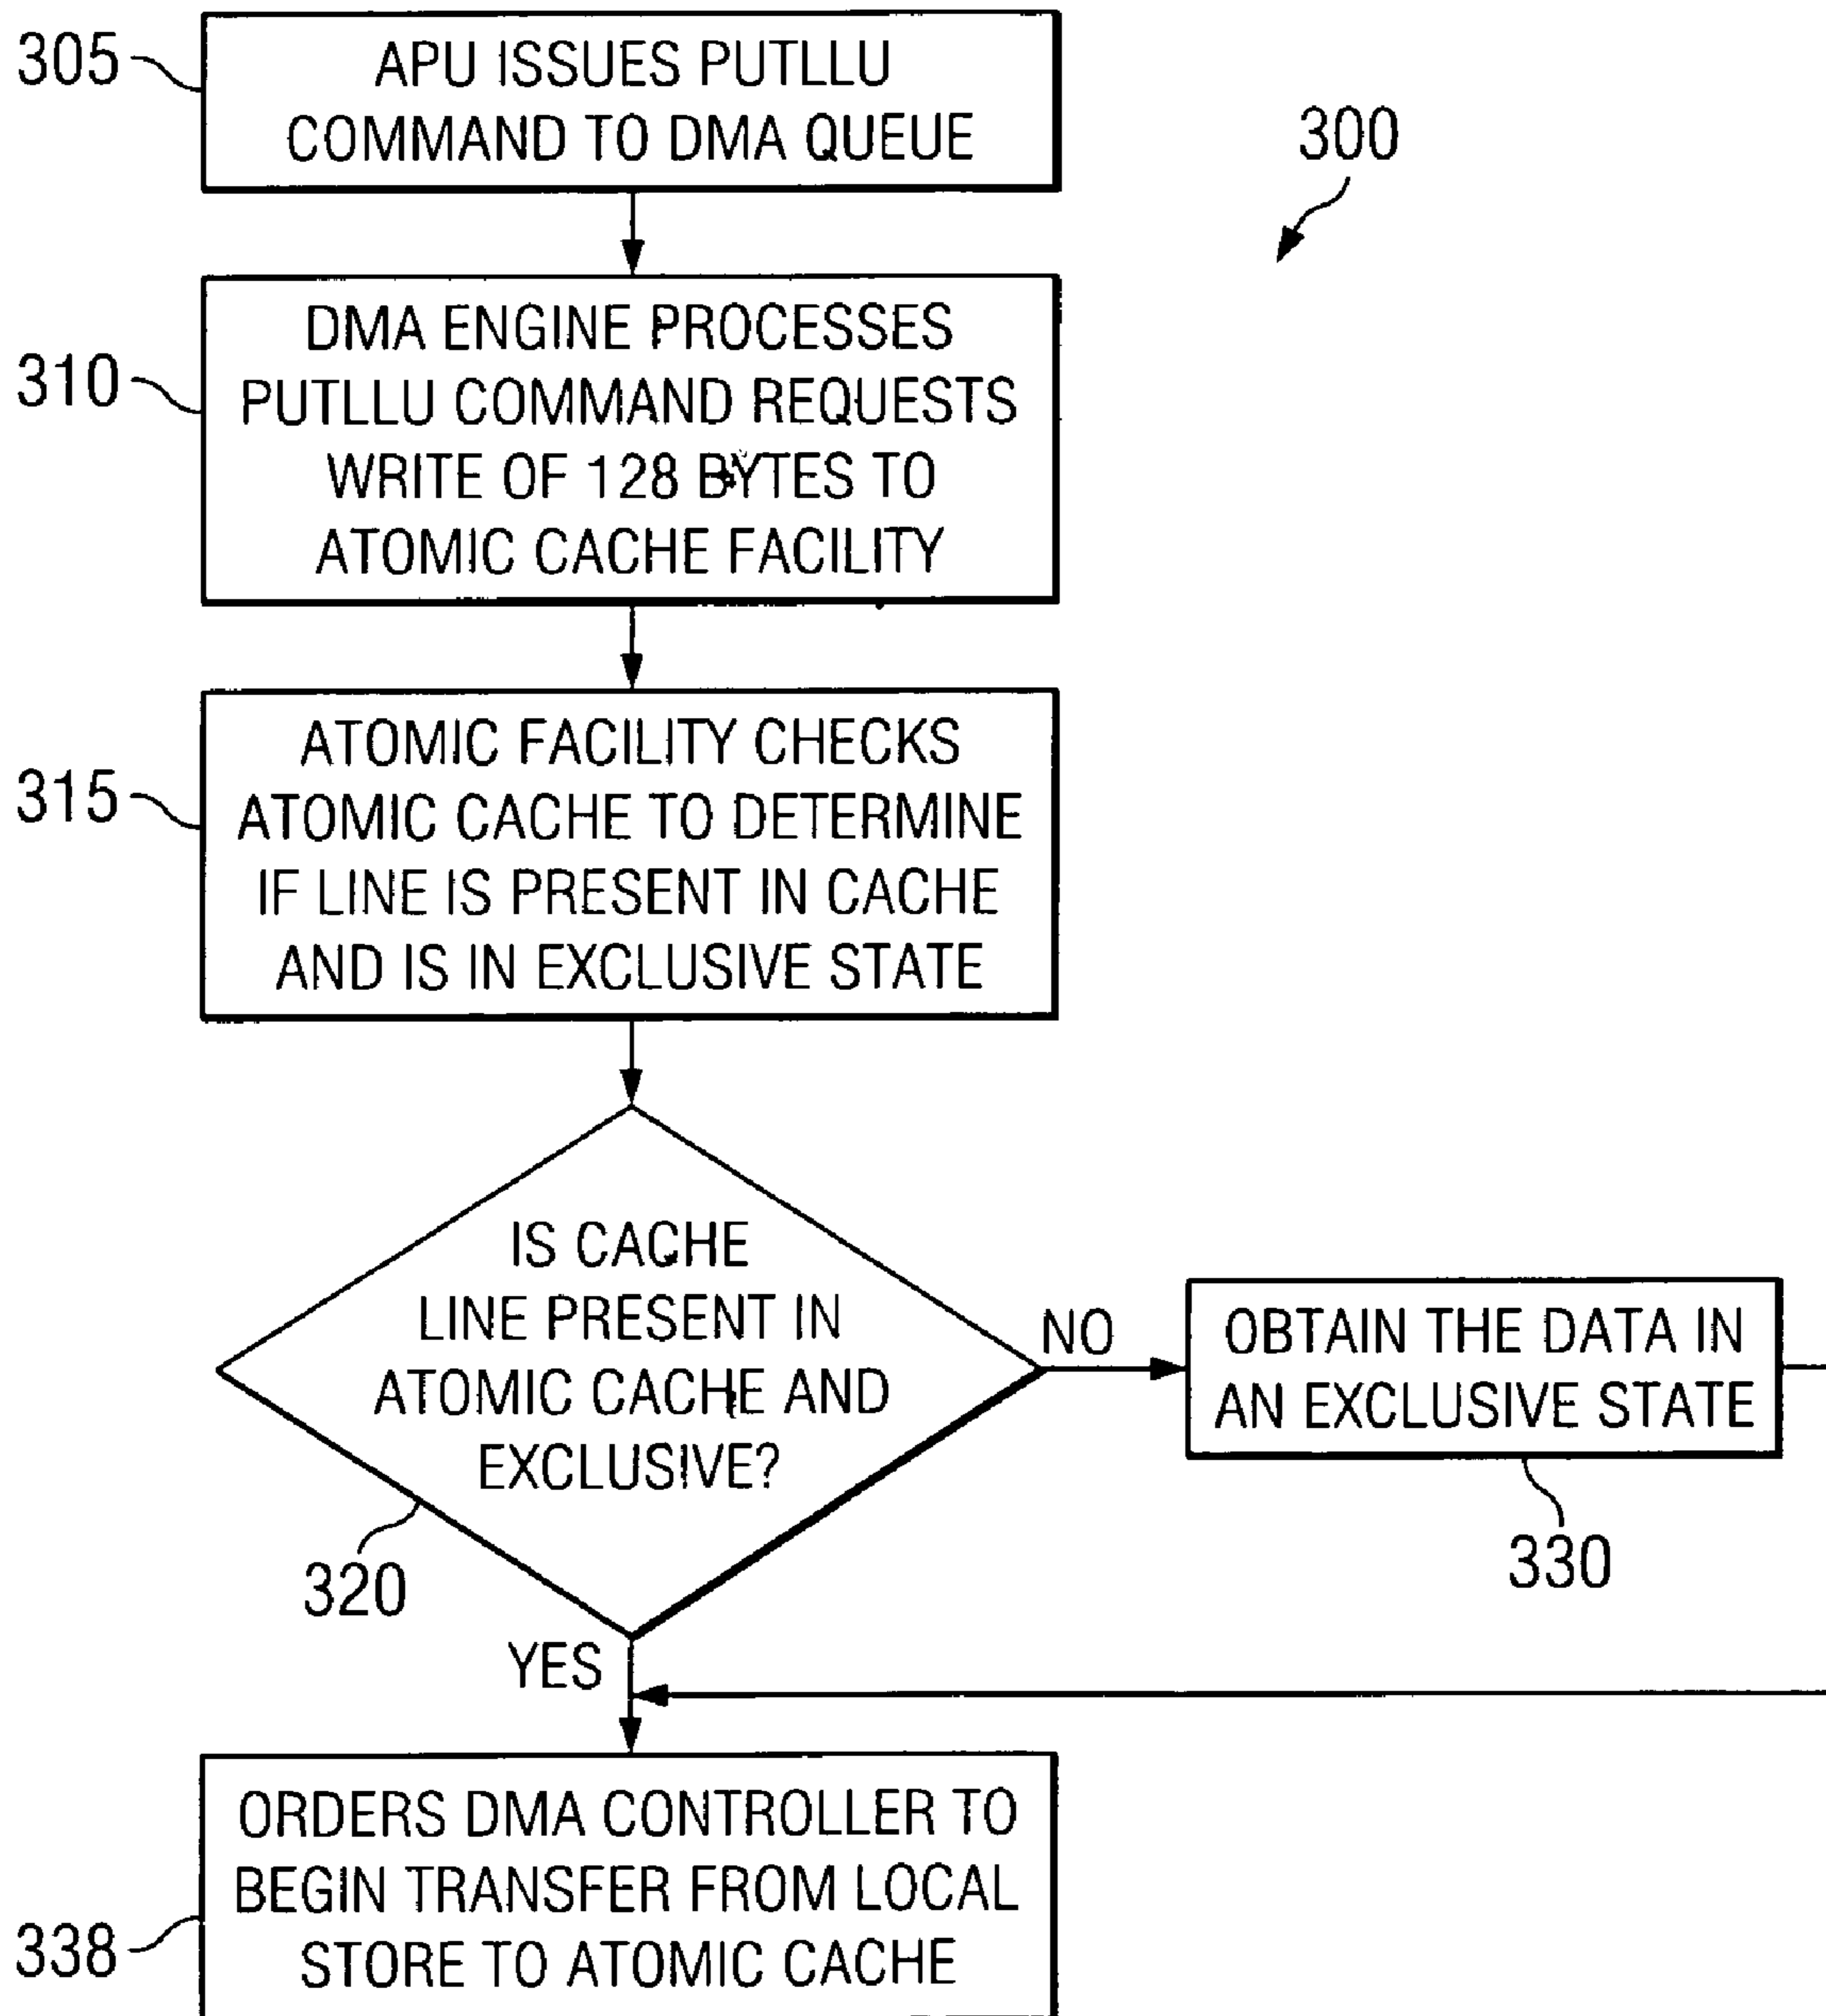 305
APU ISSUES PUTLLU
COMMAND TO DMA QUEUE
300
310
DMA ENGINE PROCESSES
PUTLLU COMMAND REQUESTS
WRITE OF 128 BYTES TO
ATOMIC CACHE FACILITY
315
ATOMIC FACILITY CHECKS
ATOMIC CACHE TO DETERMINE
IF LINE IS PRESENT IN CACHE
AND IS IN EXCLUSIVE STATE
IS CACHE
LINE PRESENT IN
ATOMIC CACHE AND
EXCLUSIVE?
320
NO
OBTAIN THE DATA IN
AN EXCLUSIVE STATE
330
YES
ORDERS DMA CONTROLLER TO
BEGIN TRANSFER FROM LOCAL
STORE TO ATOMIC CACHE
338